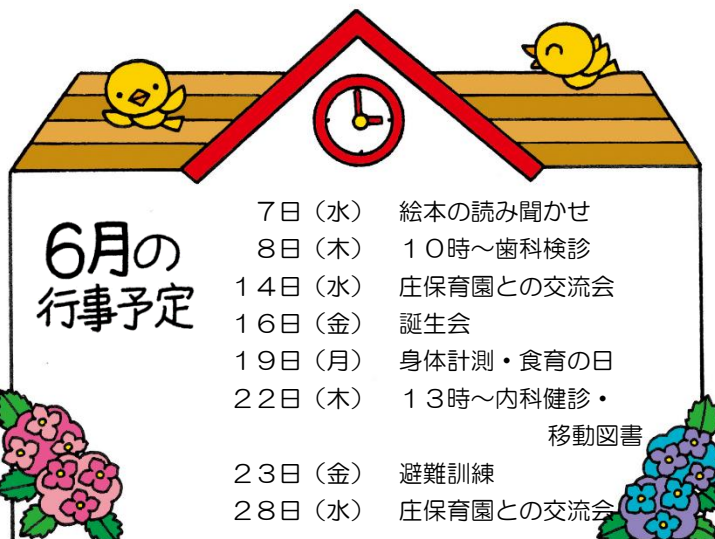 6月の
行事予定
7日（水）　絵本の読み聞かせ
8日（木）　１０時～歯科検診
１４日（水）　庄保育園との交流会
１６日（金）　誕生会
１９日（月）　身体計測・食育の日
２２日（木）　１３時～内科健診・
移動図書
２３日（金）　避難訓練
２８日（水）　庄保育園との交流会